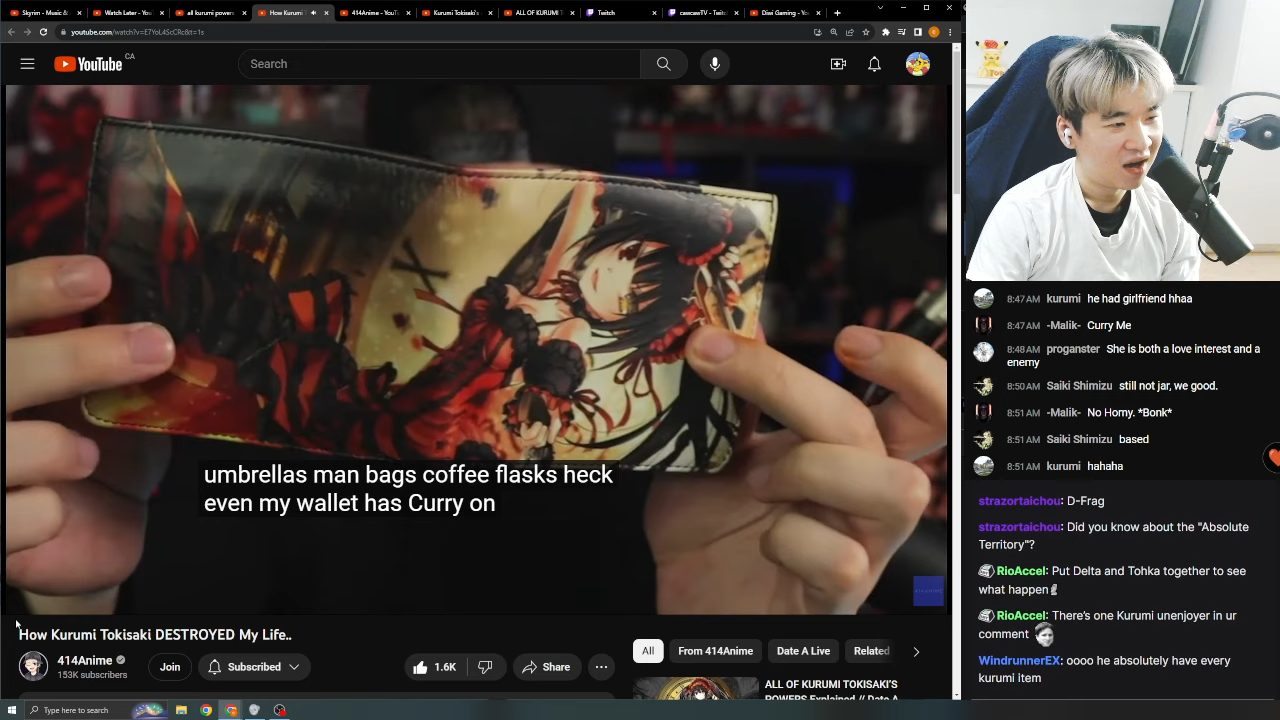 Skyrim - Music &
Watch Later - You
all kurumi powers
How Kurumi
414Anime - YouT
Kurumi Tokisaki's
ALL OF KURUMI T
Twitch
cawcawTV - Twitc
Diwi Gaming - Yo
youtube.com/watch?v=E7YoL4ScCRc&t=1s
YouTube CA
Search
umbrellas man bags coffee flasks heck
even my wallet has Curry on
414ANIME
How Kurumi Tokisaki DESTROYED My Life..
414Anime
153K subscribers
Join
Subscribed
1.6K
Share
All
From 414Anime
Date A Live
Related
ALL OF KURUMI TOKISAKI'S
POWERS Explained // Date A
Type here to search
8:47 AM kurumi he had girlfriend hhaa
8:47 AM -Malik- Curry Me
8:48 AM proganster She is both a love interest and a
enemy
8:50 AM Saiki Shimizu still not jar, we good.
8:51 AM -Malik- No Horny. *Bonk*
8:51 AM Saiki Shimizu based
8:51 AM kurumi hahaha
strazortaichou: D-Frag
strazortaichou: Did you know about the "Absolute
Territory"?
RioAccel: Put Delta and Tohka together to see
what happen
RioAccel: There's one Kurumi unenjoyer in ur
comment
WindrunnerEX: oooo he absolutely have every
kurumi item